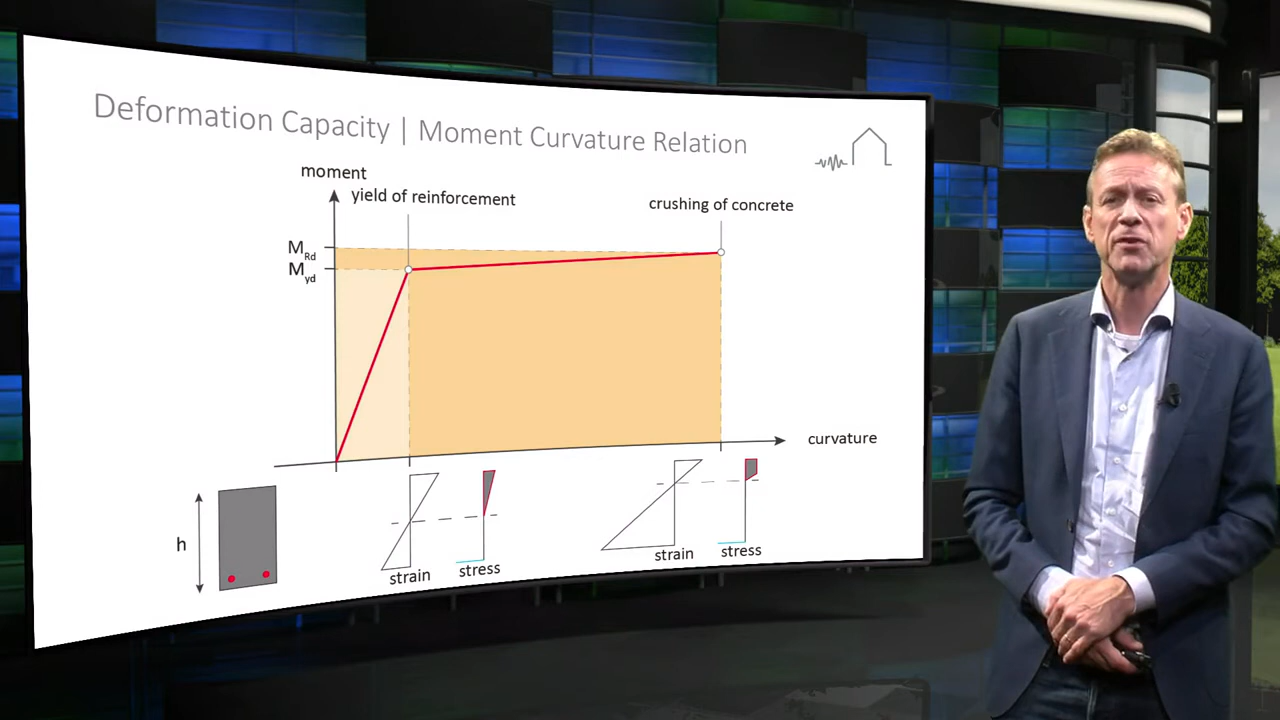 Deformation Capacity | Moment Curvature Relation
moment
yield of reinforcement
crushing of concrete
MRd
Myd
curvature
h
strain
stress
strain
stress